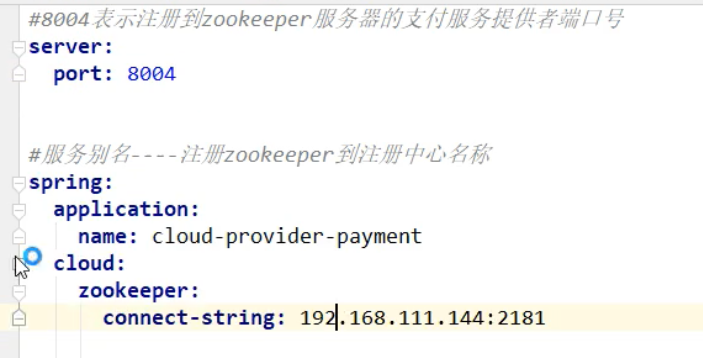 #8004表示注册到zookeeper服务器的支付服务提供者端口号
server:
  port: 8004
#服务别名----注册zookeeper到注册中心名称
spring:
  application:
    name: cloud-provider-payment
  cloud:
    zookeeper:
      connect-string: 192.168.111.144:2181